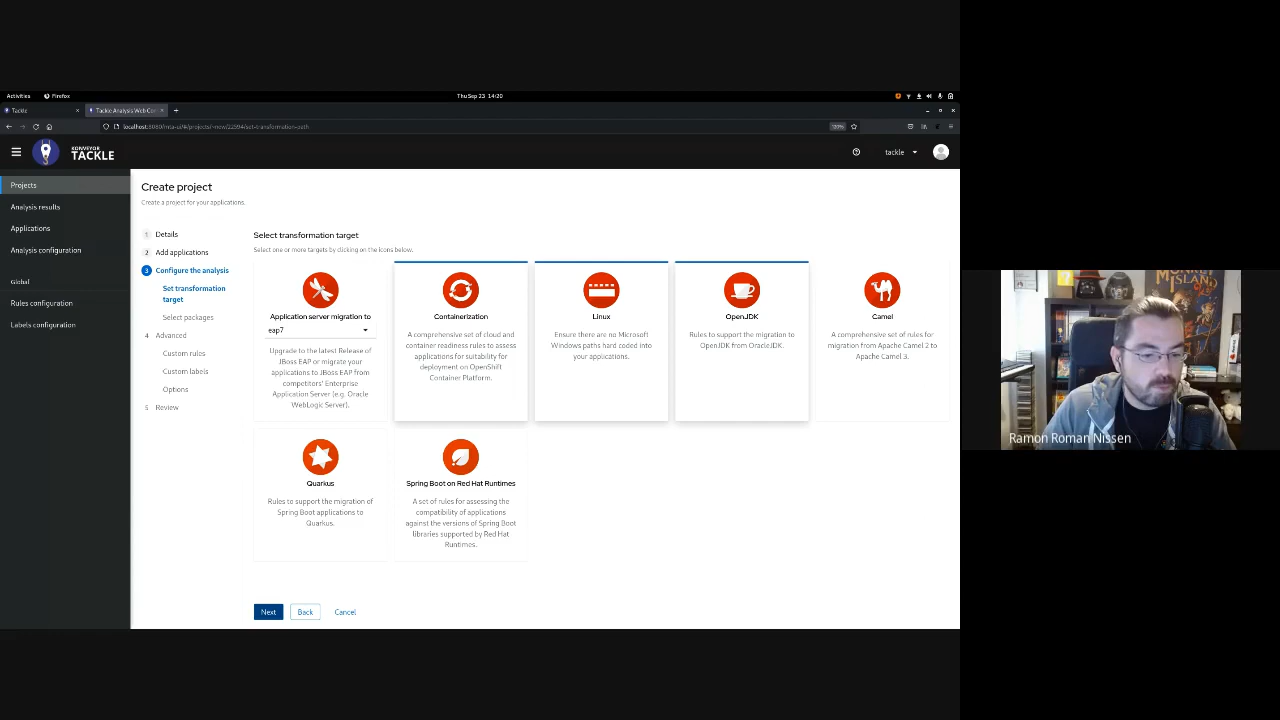 Activities
Firefox
Thu Sep 23 14:20
Tackle
Tackle Analysis Web Con
120%
KONVEYOR
TACKLE
tackle
Projects
Analysis results
Applications
Analysis configuration
Global
Rules configuration
Labels configuration
Create project
Create a project for your applications.
1 Details
2 Add applications
3 Configure the analysis
Set transformation
target
Select packages
4 Advanced
Custom rules
Custom labels
Options
5 Review
Select transformation target
Select one or more targets by clicking on the icons below.
Application server migration to
eap7
Upgrade to the latest Release of
JBoss EAP or migrate your
applications to JBoss EAP from
competitors' Enterprise
Application Server (e.g. Oracle
WebLogic Server).
Containerization
A comprehensive set of cloud and
container readiness rules to assess
applications for suitability for
deployment on OpenShift
Container Platform.
Linux
Ensure there are no Microsoft
Windows paths hard coded into
your applications.
OpenJDK
Rules to support the migration to
OpenJDK from OracleJDK.
Camel
A comprehensive set of rules for
migration from Apache Camel 2 to
Apache Camel 3.
Quarkus
Rules to support the migration of
Spring Boot applications to
Quarkus.
Spring Boot on Red Hat Runtimes
A set of rules for assessing the
compatibility of applications
against the versions of Spring Boot
libraries supported by Red Hat
Runtimes.
Next
Back
Cancel
MONKEY
ISLAND
Ramon Roman Nissen